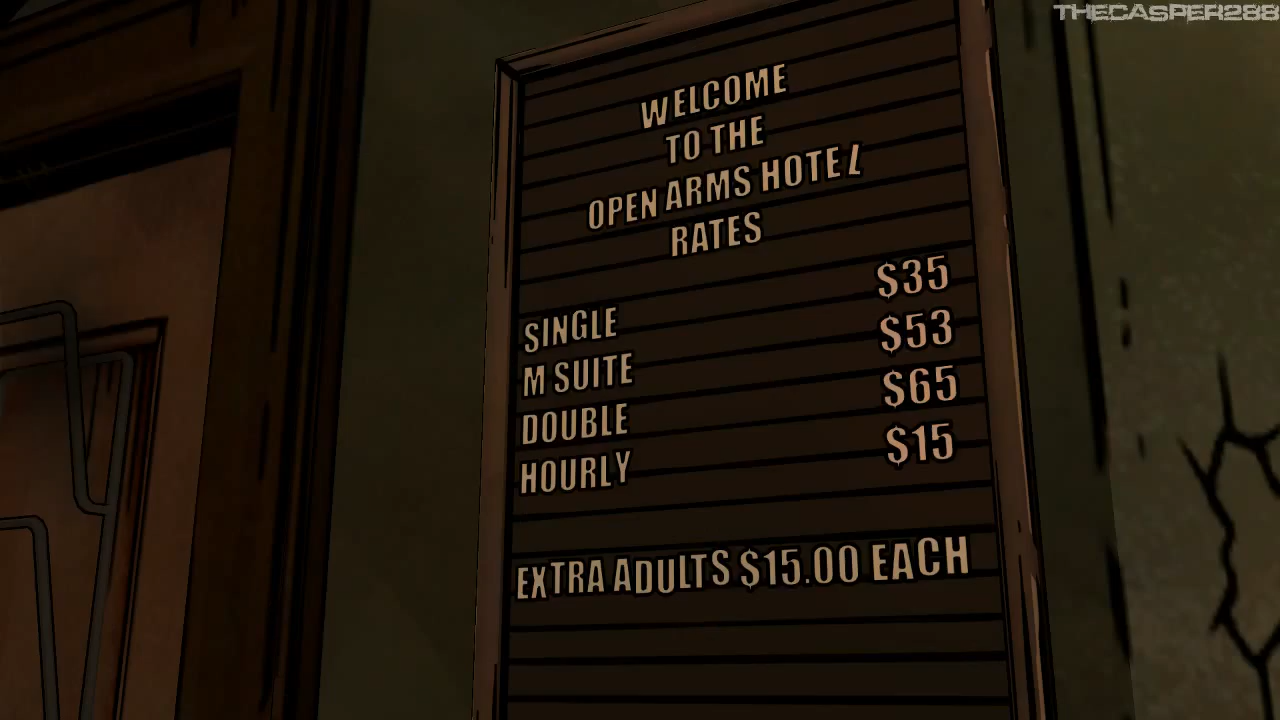 THECASPER288
WELCOME
TO THE
OPEN ARMS HOTEL
RATES
SINGLE $35
M SUITE $53
DOUBLE $65
HOURLY $15
EXTRA ADULTS $15.00 EACH